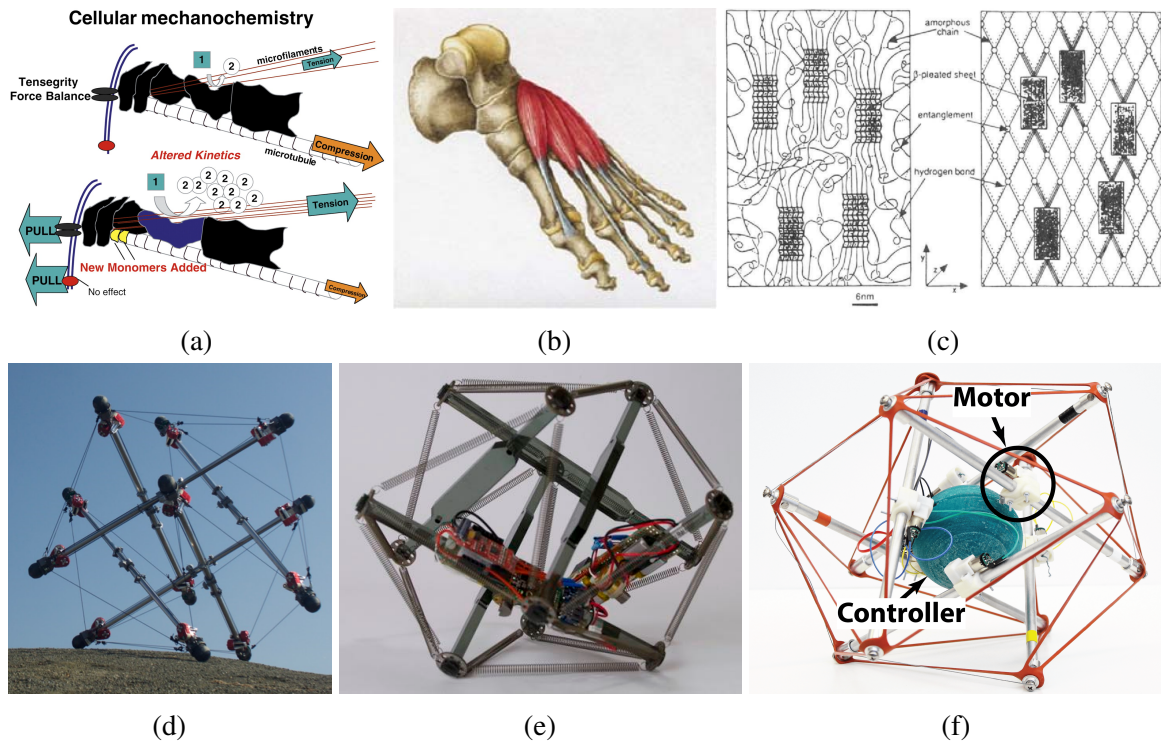 Cellular mechanochemistry
microfilaments
1
2
Tension
Tensegrity
Force Balance
Altered Kinetics
microtubule
Compression
1
2 2 2 2 2 2 2 2 2 2
Tension
PULL
New Monomers Added
PULL
No effect
Compression
(a)
(b)
amorphous
chain
β-pleated sheet
entanglement
hydrogen bond
y
z
x
6nm
(c)
(d)
(e)
Motor
Controller
(f)